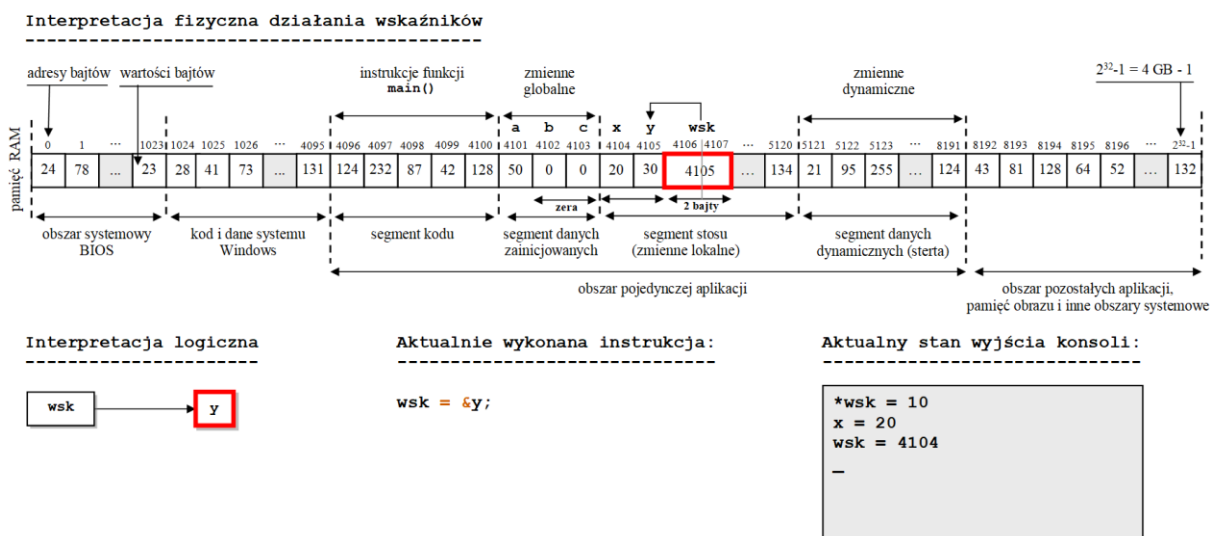 Interpretacja fizyczna działania wskaźników
adresy bajtów wartości bajtów
instrukcje funkcji
main()
zmienne
globalne
zmienne
dynamiczne
2³²-1 = 4 GB - 1
a b c x y wsk
pamięć RAM
0 1 ... 1023 1024 1025 1026 ... 4095 4096 4097 4098 4099 4100 4101 4102 4103 4104 4105 4106 4107 ... 5120 5121 5122 5123 ... 8191 8192 8193 8194 8195 8196 ... 2³²-1
24 78 ... 23 28 41 73 ... 131 124 232 87 42 128 50 0 0 20 30 4105 ... 134 21 95 255 ... 124 43 81 128 64 52 ... 132
zera
2 bajty
obszar systemowy
BIOS
kod i dane systemu
Windows
segment kodu
segment danych
zainicjowanych
segment stosu
(zmienne lokalne)
segment danych
dynamicznych (sterta)
obszar pojedynczej aplikacji
obszar pozostałych aplikacji,
pamięć obrazu i inne obszary systemowe
Interpretacja logiczna
wsk
y
Aktualnie wykonana instrukcja:
wsk = &y;
Aktualny stan wyjścia konsoli:
*wsk = 10
x = 20
wsk = 4104
_